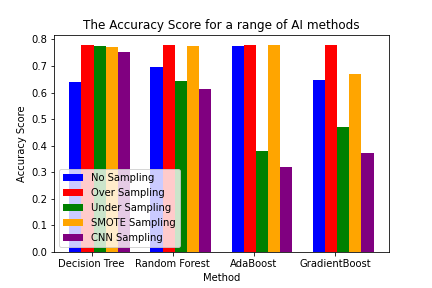 The Accuracy Score for a range of AI methods
Accuracy Score
0.8
0.7
0.6
0.5
0.4
0.3
0.2
0.1
0.0
No Sampling
Over Sampling
Under Sampling
SMOTE Sampling
CNN Sampling
Decision Tree Random Forest AdaBoost GradientBoost
Method